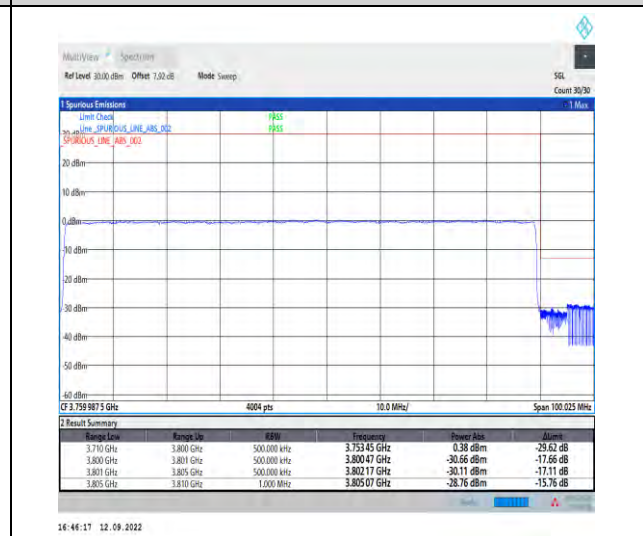 MultiView Spectrum
Ref Level 30.00 dBm Offset 7.92 dB Mode Sweep SGL
Count 30/30
1 Spurious Emissions 1 Max
Limit Check PASS
Line _SPURIOUS_LINE_ABS_002 PASS
_SPURIOUS_LINE_ABS_002
20 dBm
10 dBm
0 dBm
-10 dBm
-20 dBm
-30 dBm
-40 dBm
-50 dBm
-60 dBm
CF 3.759 987 5 GHz 4004 pts 10.0 MHz/ Span 100.025 MHz
2 Result Summary
Range Low Range Up RBW Frequency Power Abs ΔLimit
3.710 GHz 3.800 GHz 500.000 kHz 3.753 45 GHz 0.38 dBm -29.62 dB
3.800 GHz 3.801 GHz 500.000 kHz 3.800 47 GHz -30.66 dBm -17.66 dB
3.801 GHz 3.805 GHz 500.000 kHz 3.802 17 GHz -30.11 dBm -17.11 dB
3.805 GHz 3.810 GHz 1.000 MHz 3.805 07 GHz -28.76 dBm -15.76 dB
16:46:17 12.09.2022